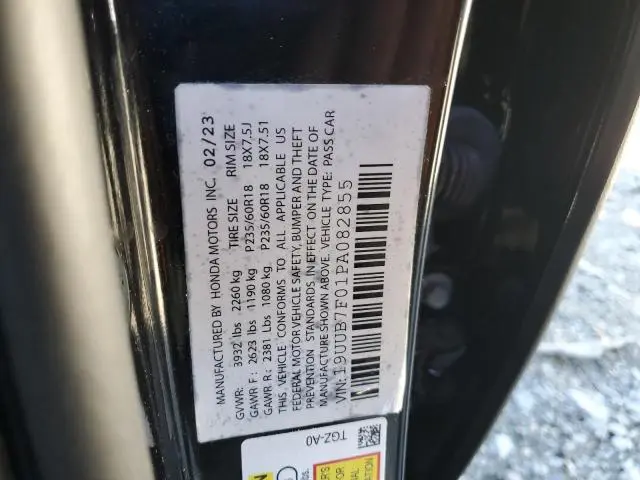 MANUFACTURED BY HONDA MOTORS INC. 02/23
TIRE SIZE RIM SIZE
GVWR: 3932 lbs 2260 kg
GAWR F: 2623 lbs 1190 kg P235/60R18 18X7.5J
GAWR R: 2381 Lbs 1080 kg. P235/60R18 18X7.51
THIS VEHICLE CONFORMS TO ALL APPLICABLE US
FEDERAL MOTOR VEHICLE SAFETY, BUMPER AND THEFT
PREVENTION STANDARDS IN EFFECT ON THE DATE OF
MANUFACTURE SHOWN ABOVE. VEHICLE TYPE: PASS CAR
VIN:19UUB7F01PA082855
TGZ-A0